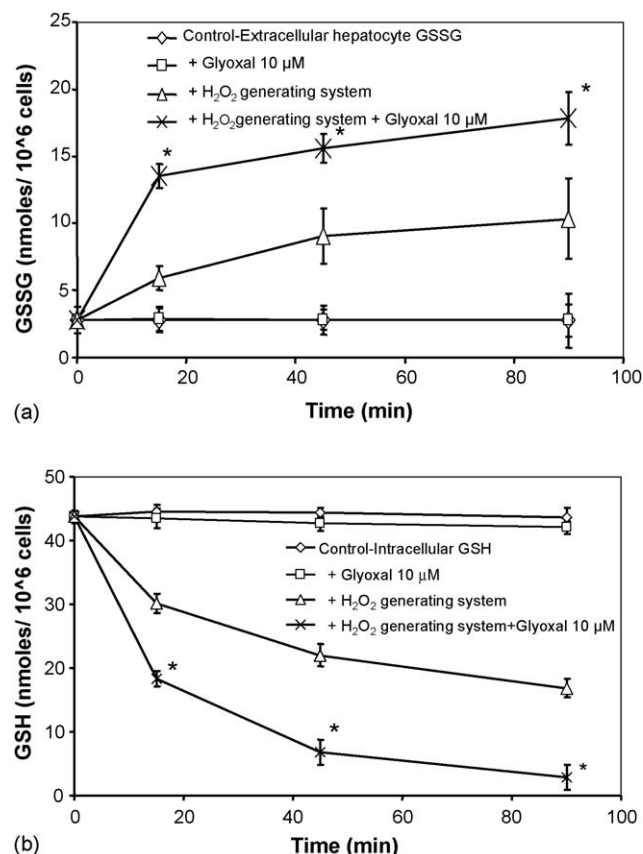 Control-Extracellular hepatocyte GSSG
+ Glyoxal 10 µM
+ H₂O₂ generating system
+ H₂O₂generating system + Glyoxal 10 µM
*
*
*
25
20
15
10
5
0
GSSG (nmoles/ 10^6 cells)
0 20 40 60 80 100
Time (min)
(a)
50
40
30
20
10
0
GSH (nmoles/ 10^6 cells)
Control-Intracellular GSH
+ Glyoxal 10 µM
+ H₂O₂ generating system
+ H₂O₂ generating system+Glyoxal 10 µM
*
*
*
0 20 40 60 80 100
Time (min)
(b)